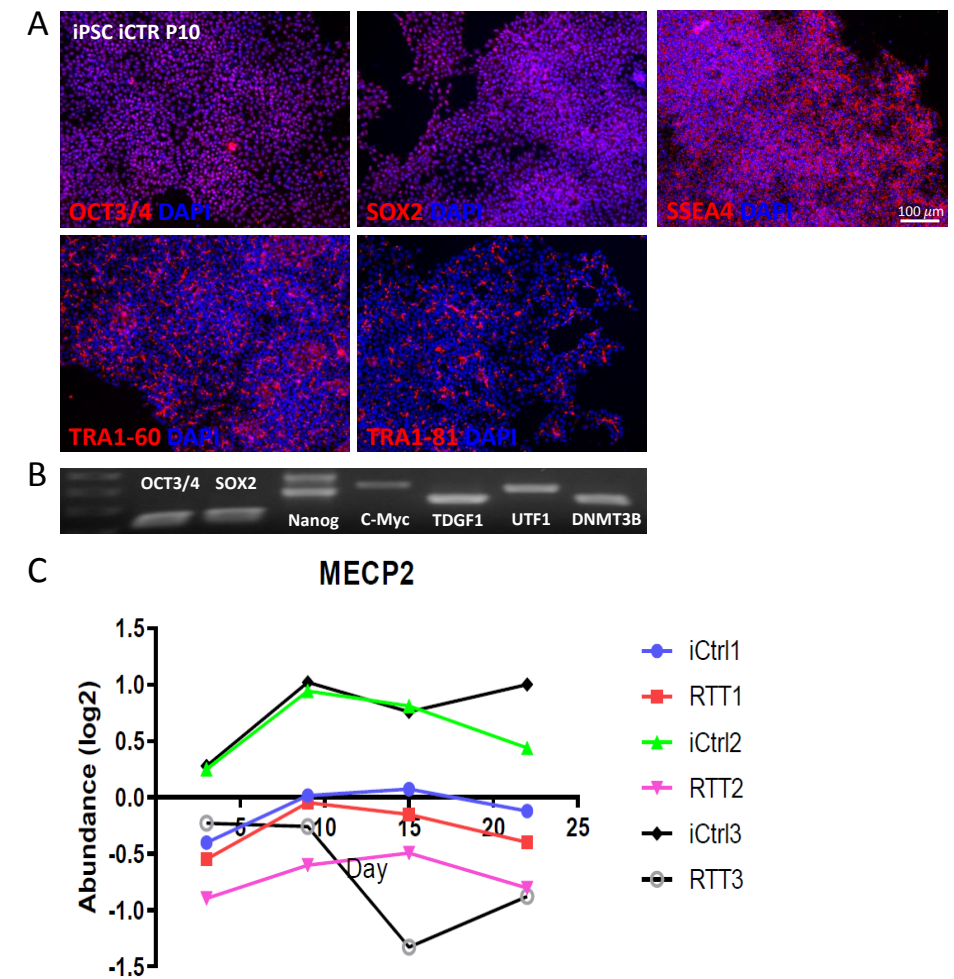 A
iPSC iCTR P10
OCT3/4 DAPI
SOX2 DAPI
SSEA4 DAPI
100 μm
TRA1-60 DAPI
TRA1-81 DAPI
B
OCT3/4 SOX2
Nanog C-Myc TDGF1 UTF1 DNMT3B
C
MECP2
Abundance (log2)
1.5
1.0
0.5
0.0
-0.5
-1.0
-1.5
5 10 15 20 25
Day
iCtrl1
RTT1
iCtrl2
RTT2
iCtrl3
RTT3